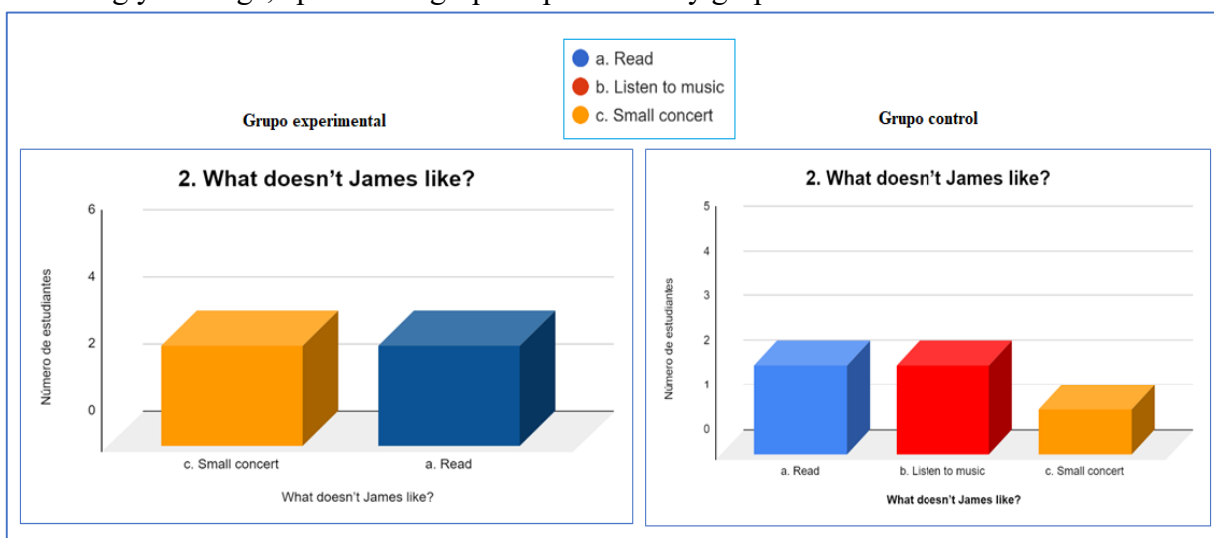 a. Read
b. Listen to music
c. Small concert
Grupo experimental
Grupo control
2. What doesn't James like?
6
4
2
0
Número de estudiantes
c. Small concert
a. Read
What doesn't James like?
2. What doesn't James like?
5
4
3
2
1
0
Número de estudiantes
a. Read
b. Listen to music
c. Small concert
What doesn't James like?